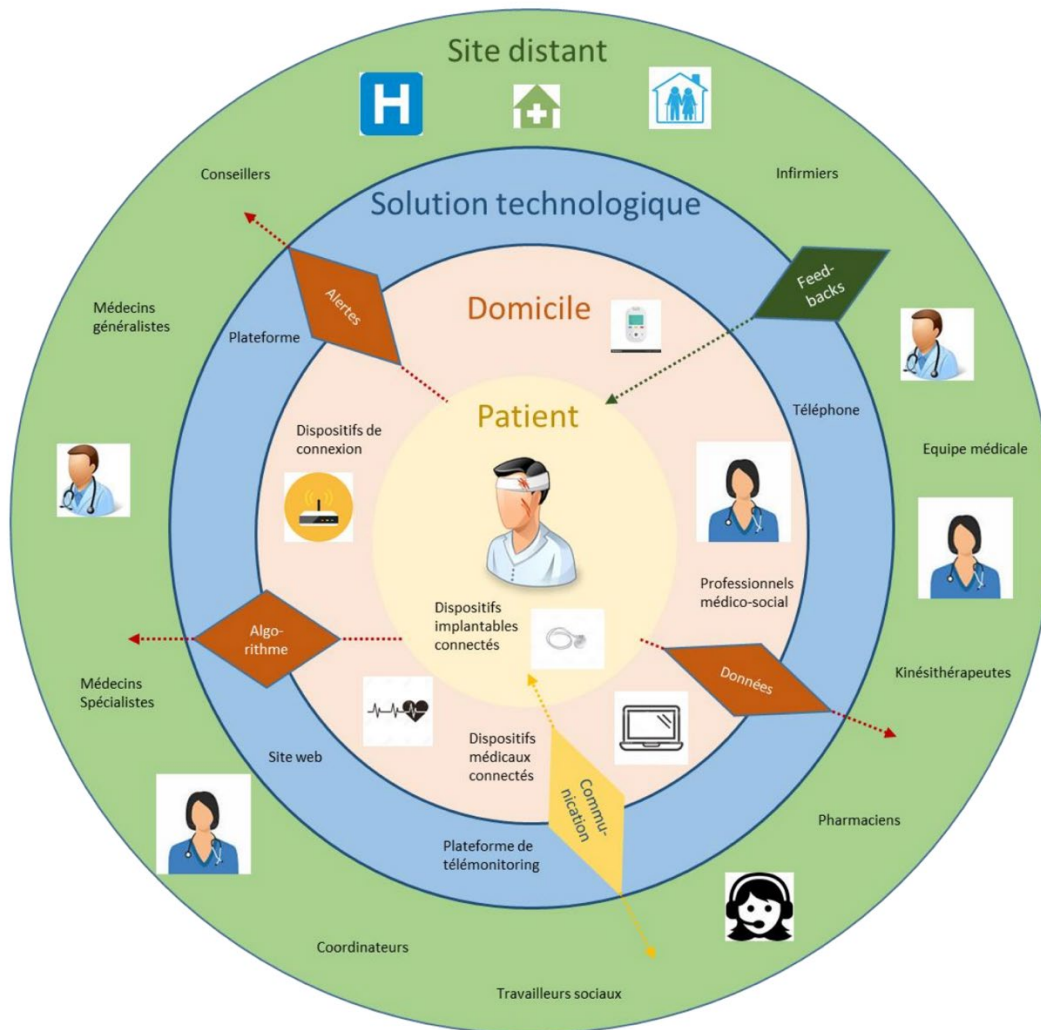 Site distant
H
Conseillers
Infirmiers
Solution technologique
Feed-
backs
Alertes
Médecins
généralistes
Plateforme
Domicile
Téléphone
Patient
Dispositifs de
connexion
Equipe médicale
Professionnels
médico-social
Dispositifs
implantables
connectés
Algo-
rithme
Données
Kinésithérapeutes
Médecins
Spécialistes
Site web
Dispositifs
médicaux
connectés
Commu-
nication
Pharmaciens
Plateforme de
télémonitoring
Coordinateurs
Travailleurs sociaux